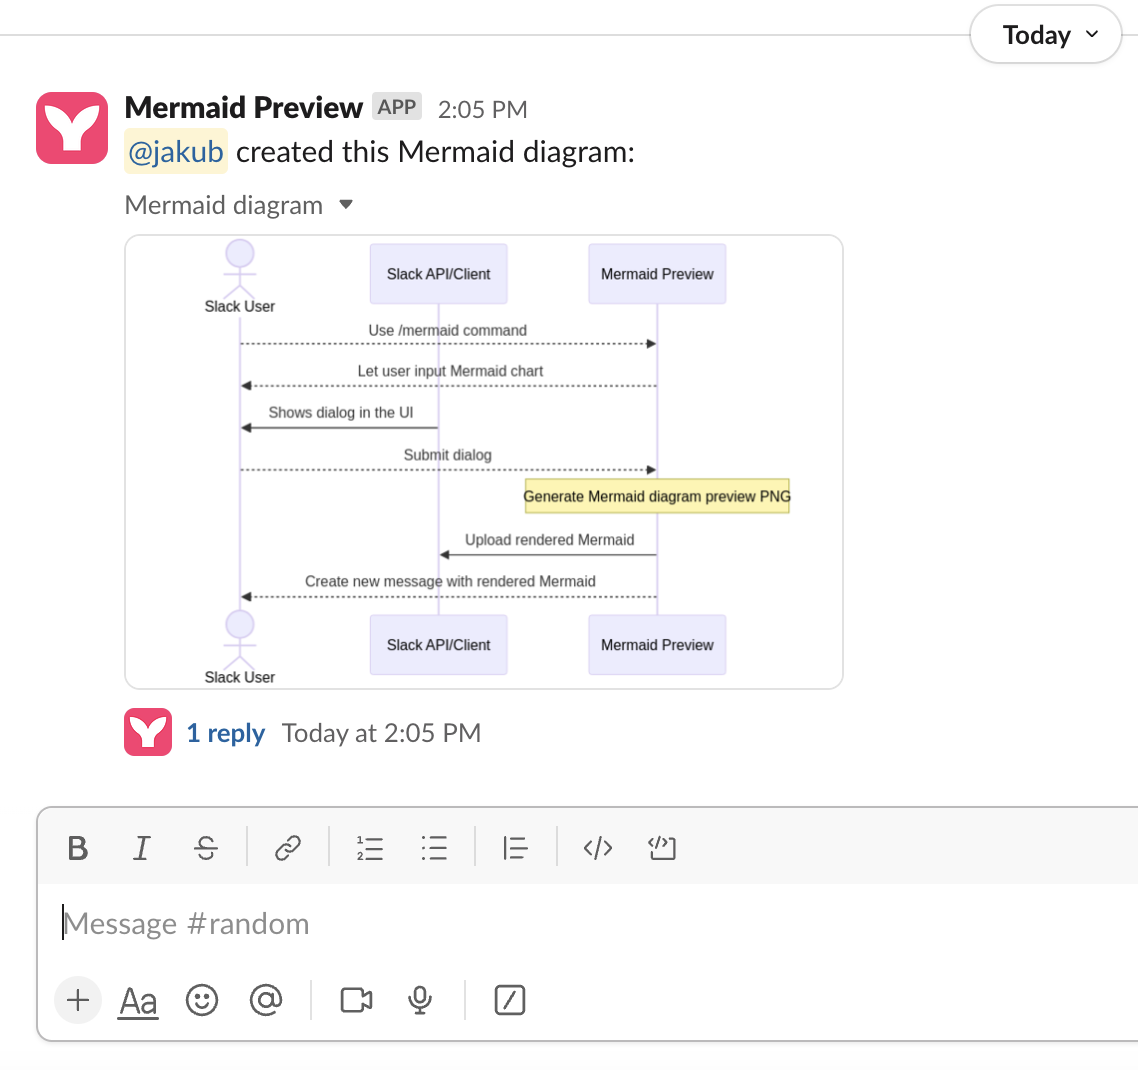 Today
Mermaid Preview APP 2:05 PM
@jakub created this Mermaid diagram:
Mermaid diagram
Slack User
Slack API/Client
Mermaid Preview
Use /mermaid command
Let user input Mermaid chart
Shows dialog in the UI
Submit dialog
Generate Mermaid diagram preview PNG
Upload rendered Mermaid
Create new message with rendered Mermaid
Slack User
Slack API/Client
Mermaid Preview
1 reply Today at 2:05 PM
Message #random
Aa